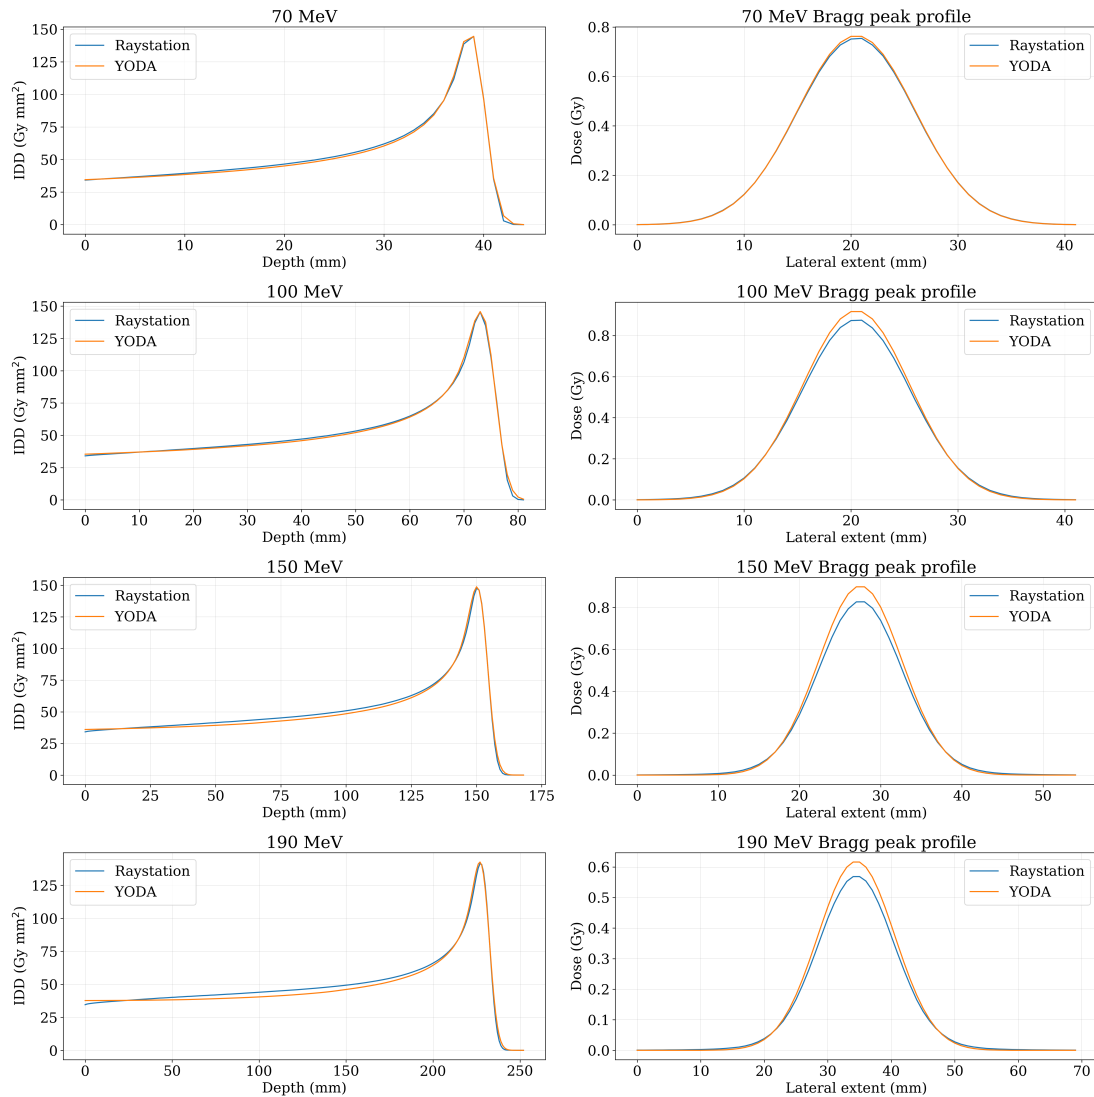 70 MeV
IDD (Gy mm²)
150
125
100
75
50
25
0
Raystation
YODA
0 10 20 30 40
Depth (mm)
70 MeV Bragg peak profile
Dose (Gy)
0.8
0.6
0.4
0.2
0.0
Raystation
YODA
0 10 20 30 40
Lateral extent (mm)
100 MeV
IDD (Gy mm²)
150
125
100
75
50
25
0
Raystation
YODA
0 10 20 30 40 50 60 70 80
Depth (mm)
100 MeV Bragg peak profile
Dose (Gy)
0.8
0.6
0.4
0.2
0.0
Raystation
YODA
0 10 20 30 40
Lateral extent (mm)
150 MeV
IDD (Gy mm²)
150
125
100
75
50
25
0
Raystation
YODA
0 25 50 75 100 125 150 175
Depth (mm)
150 MeV Bragg peak profile
Dose (Gy)
0.8
0.6
0.4
0.2
0.0
Raystation
YODA
0 10 20 30 40 50
Lateral extent (mm)
190 MeV
IDD (Gy mm²)
125
100
75
50
25
0
Raystation
YODA
0 50 100 150 200 250
Depth (mm)
190 MeV Bragg peak profile
Dose (Gy)
0.6
0.5
0.4
0.3
0.2
0.1
0.0
Raystation
YODA
0 10 20 30 40 50 60 70
Lateral extent (mm)